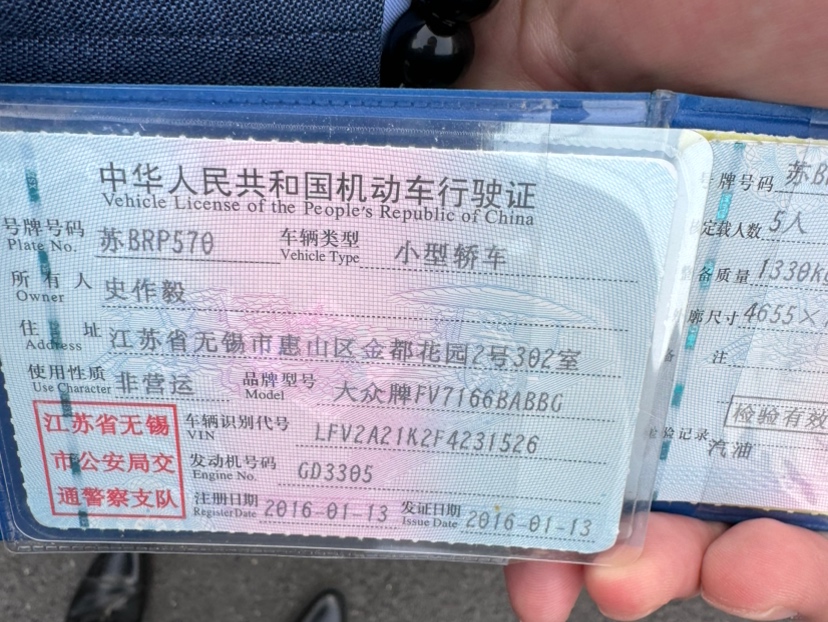 中华人民共和国机动车行驶证
Vehicle License of the People's Republic of China
号牌号码 苏BRP570 车辆类型 小型轿车
Plate No. Vehicle Type
所有人 史作毅
Owner
住址 江苏省无锡市惠山区金都花园2号302室
Address
使用性质 非营运 品牌型号 大众牌FV7166BABBG
Use Character Model
江苏省无锡
市公安局交
通警察支队
车辆识别代号 LFV2A21K2F4231526
VIN
发动机号码 GD3305
Engine No.
注册日期 2016-01-13 发证日期 2016-01-13
Register Date Issue Date
号牌号码 苏B
核定载人数 5人
整备质量 1330kg
外廓尺寸 4655×
备注
检验有效
检验记录
汽油